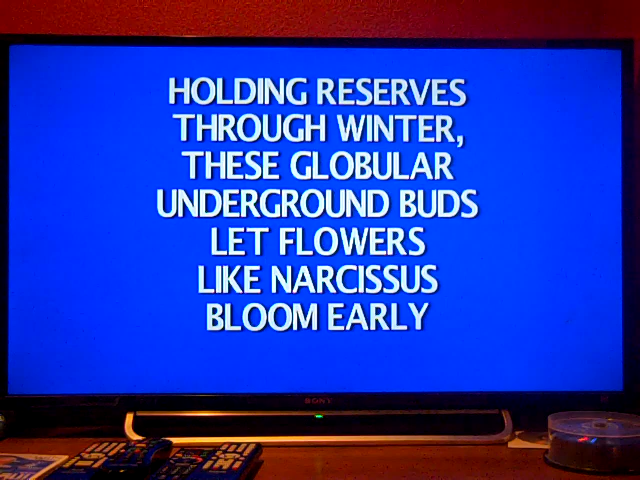 HOLDING RESERVES
THROUGH WINTER,
THESE GLOBULAR
UNDERGROUND BUDS
LET FLOWERS
LIKE NARCISSUS
BLOOM EARLY
SONY